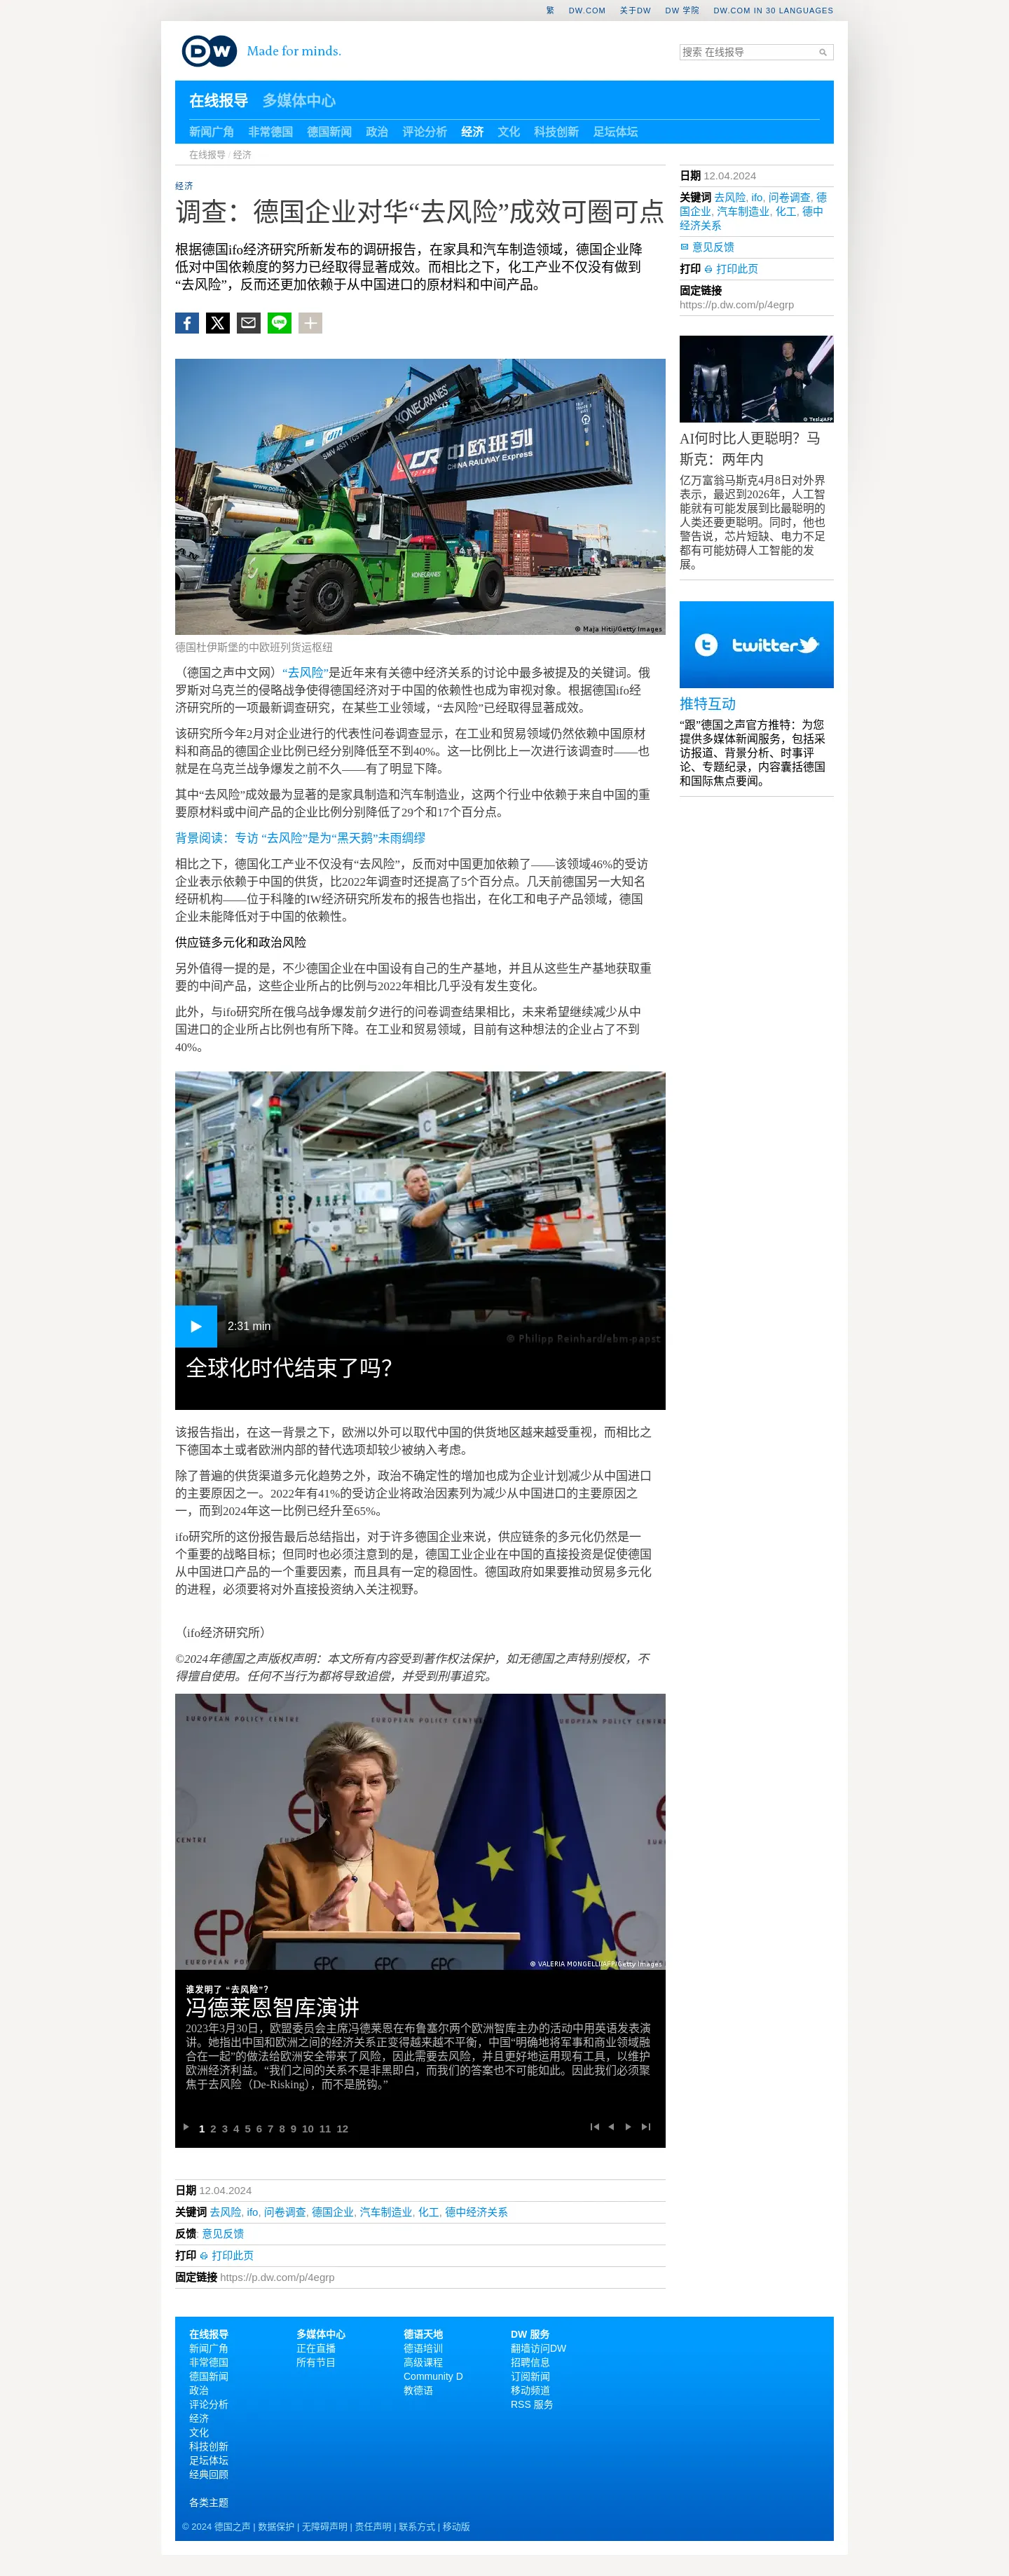 繁 DW.COM 关于DW DW 学院 DW.COM IN 30 LANGUAGES
DW Made for minds.
搜索 在线报导
在线报导 多媒体中心
新闻广角 非常德国 德国新闻 政治 评论分析 经济 文化 科技创新 足坛体坛
在线报导 / 经济
经济
调查：德国企业对华“去风险”成效可圈可点
根据德国ifo经济研究所新发布的调研报告，在家具和汽车制造领域，德国企业降
低对中国依赖度的努力已经取得显著成效。而相比之下，化工产业不仅没有做到
“去风险”，反而还更加依赖于从中国进口的原材料和中间产品。
KONECRANES
SMV 4531 TC5
中欧班列
CHINA RAILWAY Express
KONECRANES
© Maja Hitij/Getty Images
德国杜伊斯堡的中欧班列货运枢纽
（德国之声中文网）“去风险”是近年来有关德中经济关系的讨论中最多被提及的关键词。俄
罗斯对乌克兰的侵略战争使得德国经济对于中国的依赖性也成为审视对象。根据德国ifo经
济研究所的一项最新调查研究，在某些工业领域，“去风险”已经取得显著成效。
该研究所今年2月对企业进行的代表性问卷调查显示，在工业和贸易领域仍然依赖中国原材
料和商品的德国企业比例已经分别降低至不到40%。这一比例比上一次进行该调查时——也
就是在乌克兰战争爆发之前不久——有了明显下降。
其中“去风险”成效最为显著的是家具制造和汽车制造业，这两个行业中依赖于来自中国的重
要原材料或中间产品的企业比例分别降低了29个和17个百分点。
背景阅读：专访 “去风险”是为“黑天鹅”未雨绸缪
相比之下，德国化工产业不仅没有“去风险”，反而对中国更加依赖了——该领域46%的受访
企业表示依赖于中国的供货，比2022年调查时还提高了5个百分点。几天前德国另一大知名
经研机构——位于科隆的IW经济研究所发布的报告也指出，在化工和电子产品领域，德国
企业未能降低对于中国的依赖性。
供应链多元化和政治风险
另外值得一提的是，不少德国企业在中国设有自己的生产基地，并且从这些生产基地获取重
要的中间产品，这些企业所占的比例与2022年相比几乎没有发生变化。
此外，与ifo研究所在俄乌战争爆发前夕进行的问卷调查结果相比，未来希望继续减少从中
国进口的企业所占比例也有所下降。在工业和贸易领域，目前有这种想法的企业占了不到
40%。
C
2:31 min
© Philipp Reinhard/ebm-papst
全球化时代结束了吗？
该报告指出，在这一背景之下，欧洲以外可以取代中国的供货地区越来越受重视，而相比之
下德国本土或者欧洲内部的替代选项却较少被纳入考虑。
除了普遍的供货渠道多元化趋势之外，政治不确定性的增加也成为企业计划减少从中国进口
的主要原因之一。2022年有41%的受访企业将政治因素列为减少从中国进口的主要原因之
一，而到2024年这一比例已经升至65%。
ifo研究所的这份报告最后总结指出，对于许多德国企业来说，供应链条的多元化仍然是一
个重要的战略目标；但同时也必须注意到的是，德国工业企业在中国的直接投资是促使德国
从中国进口产品的一个重要因素，而且具有一定的稳固性。德国政府如果要推动贸易多元化
的进程，必须要将对外直接投资纳入关注视野。
（ifo经济研究所）
©2024年德国之声版权声明：本文所有内容受到著作权法保护，如无德国之声特别授权，不
得擅自使用。任何不当行为都将导致追偿，并受到刑事追究。
EUROPEAN POLICY CENTRE
© VALERIA MONGELLI/AFP/Getty Images
谁发明了 “去风险”？
冯德莱恩智库演讲
2023年3月30日，欧盟委员会主席冯德莱恩在布鲁塞尔两个欧洲智库主办的活动中用英语发表演
讲。她指出中国和欧洲之间的经济关系正变得越来越不平衡，中国“明确地将军事和商业领域融
合在一起”的做法给欧洲安全带来了风险，因此需要去风险，并且更好地运用现有工具，以维护
欧洲经济利益。“我们之间的关系不是非黑即白，而我们的答案也不可能如此。因此我们必须聚
焦于去风险（De-Risking），而不是脱钩。”
1 2 3 4 5 6 7 8 9 10 11 12
日期 12.04.2024
关键词 去风险, ifo, 问卷调查, 德国企业, 汽车制造业, 化工, 德中经济关系
反馈: 意见反馈
打印 打印此页
固定链接 https://p.dw.com/p/4egrp
日期 12.04.2024
关键词 去风险, ifo, 问卷调查, 德
国企业, 汽车制造业, 化工, 德中
经济关系
意见反馈
打印 打印此页
固定链接
https://p.dw.com/p/4egrp
© Tesla/AFP
AI何时比人更聪明？马
斯克：两年内
亿万富翁马斯克4月8日对外界
表示，最迟到2026年，人工智
能就有可能发展到比最聪明的
人类还要更聪明。同时，他也
警告说，芯片短缺、电力不足
都有可能妨碍人工智能的发
展。
twitter
推特互动
“跟”德国之声官方推特：为您
提供多媒体新闻服务，包括采
访报道、背景分析、时事评
论、专题纪录，内容囊括德国
和国际焦点要闻。
在线报导
新闻广角
非常德国
德国新闻
政治
评论分析
经济
文化
科技创新
足坛体坛
经典回顾
各类主题
多媒体中心
正在直播
所有节目
德语天地
德语培训
高级课程
Community D
教德语
DW 服务
翻墙访问DW
招聘信息
订阅新闻
移动频道
RSS 服务
© 2024 德国之声 | 数据保护 | 无障碍声明 | 责任声明 | 联系方式 | 移动版